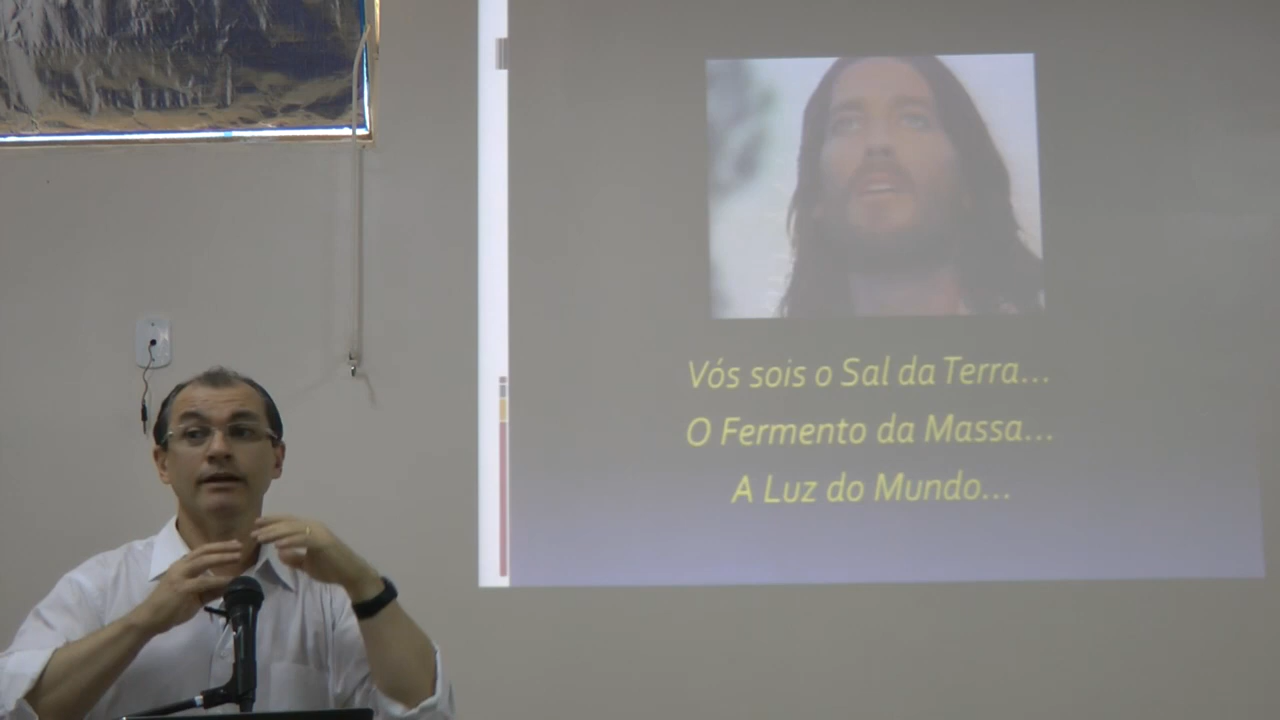 Vós sois o Sal da Terra...
O Fermento da Massa...
A Luz do Mundo...